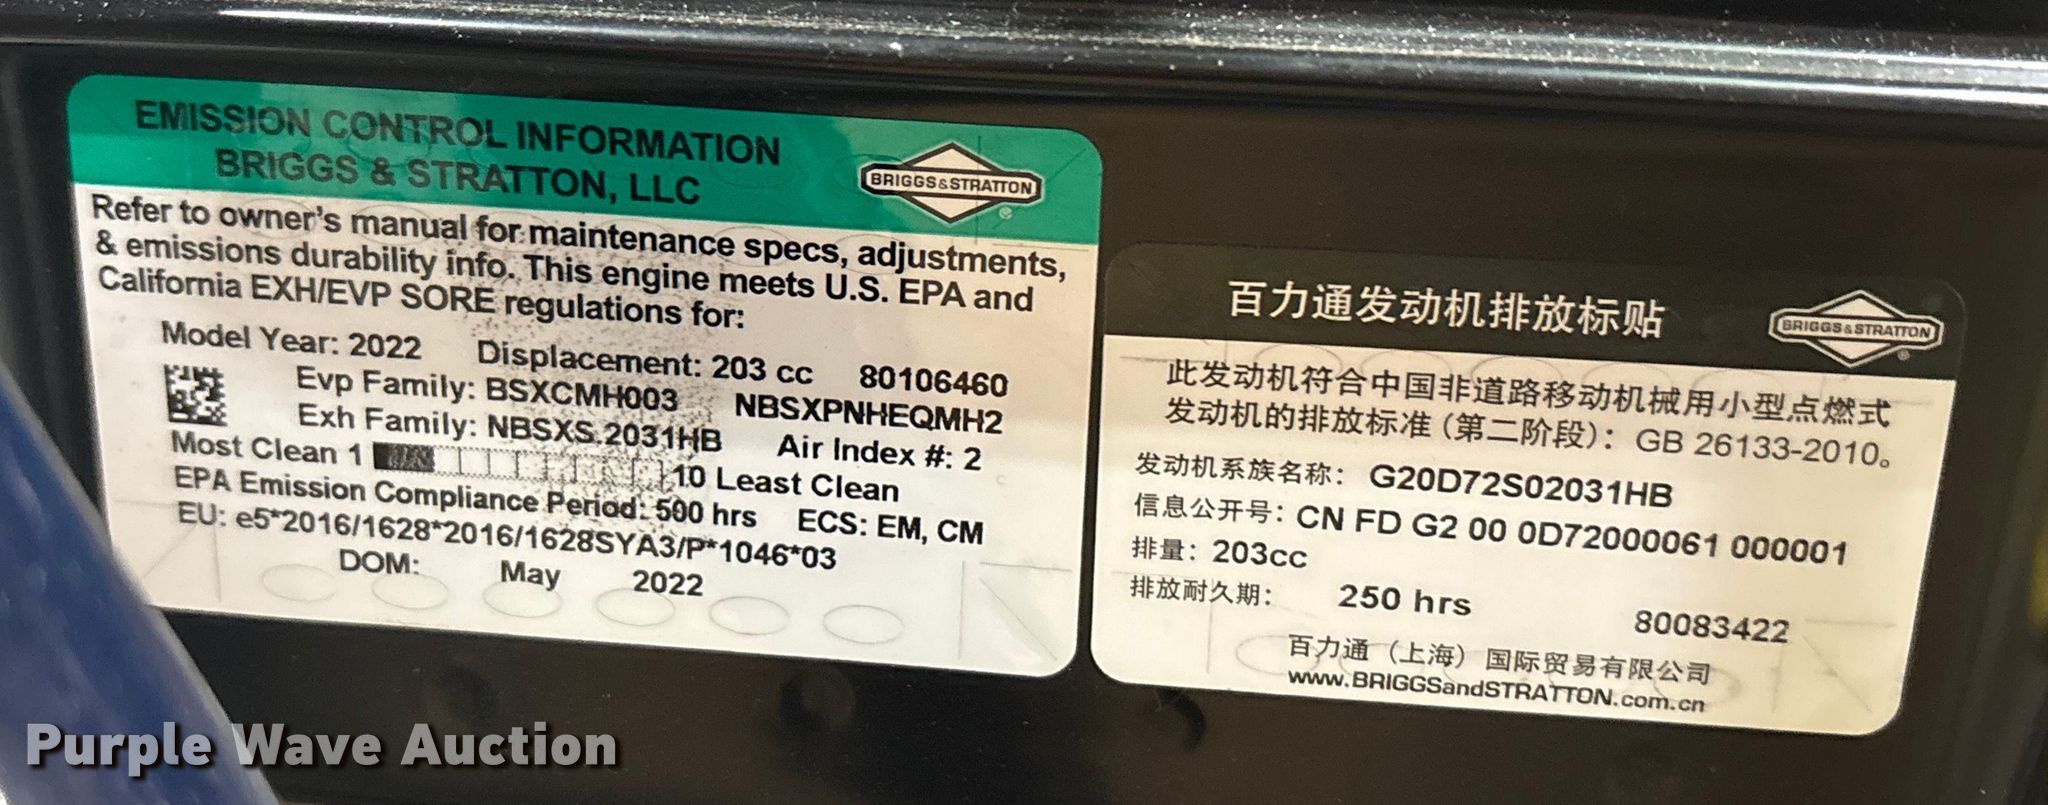 EMISSION CONTROL INFORMATION
BRIGGS & STRATTON, LLC
BRIGGS&STRATTON
®
Refer to owner's manual for maintenance specs, adjustments,
& emissions durability info. This engine meets U.S. EPA and
California EXH/EVP SORE regulations for:
Model Year: 2022 Displacement: 203 cc 80106460
Evp Family: BSXCMH003 NBSXPNHEQMH2
Exh Family: NBSXS.2031HB Air Index #: 2
Most Clean 1 10 Least Clean
EPA Emission Compliance Period: 500 hrs ECS: EM, CM
EU: e5*2016/1628*2016/1628SYA3/P*1046*03
DOM: May 2022
百力通发动机排放标贴
BRIGGS&STRATTON
®
此发动机符合中国非道路移动机械用小型点燃式
发动机的排放标准(第二阶段)：GB 26133-2010。
发动机系族名称：G20D72S02031HB
信息公开号：CN FD G2 00 0D72000061 000001
排量：203cc
排放耐久期： 250 hrs
80083422
百力通（上海）国际贸易有限公司
www.BRIGGSandSTRATTON.com.cn
Purple Wave Auction